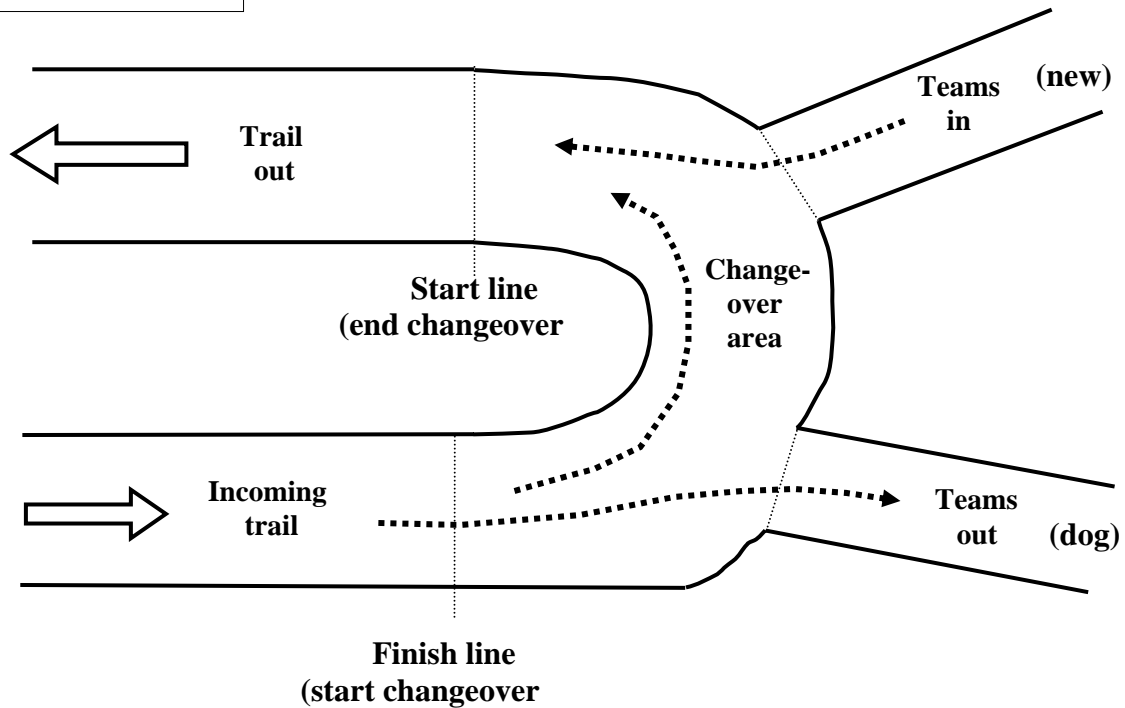 Teams (new)
in
Trail
out
Change-
over
area
Start line
(end changeover
Incoming
trail
Teams
out (dog)
Finish line
(start changeover